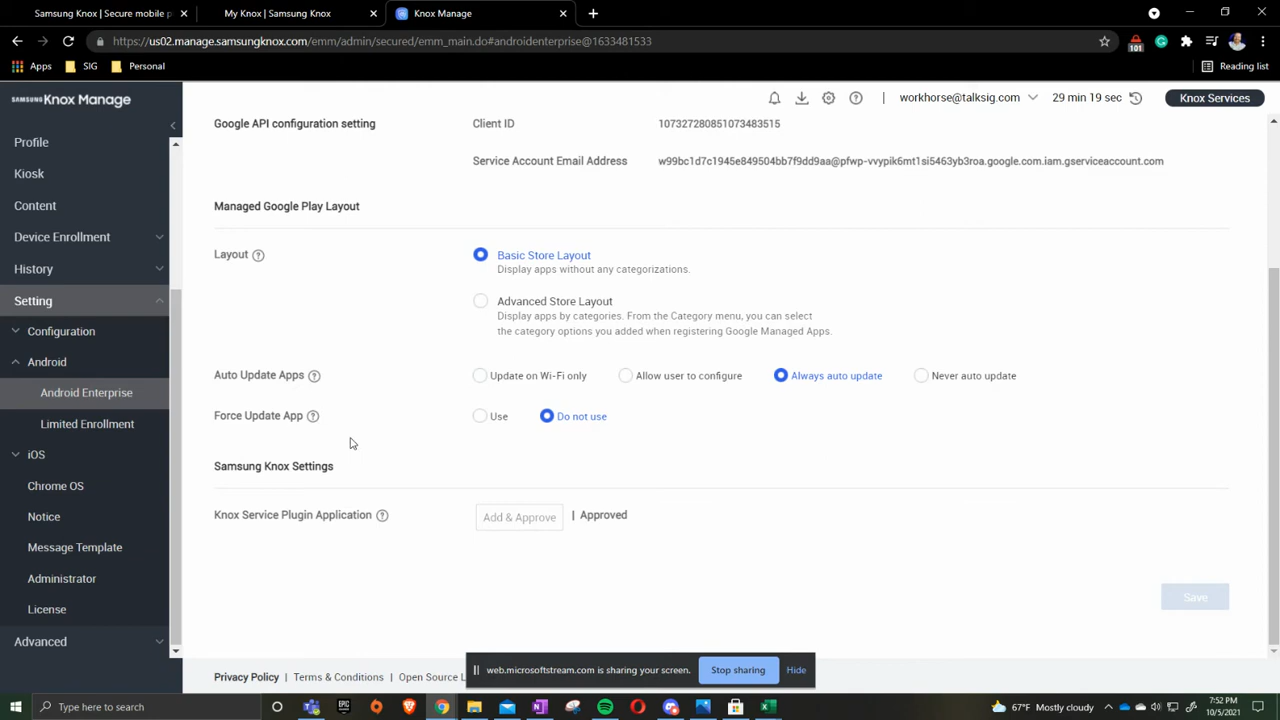 Samsung Knox | Secure mobile p
My Knox | Samsung Knox
Knox Manage
https://us02.manage.samsungknox.com/emm/admin/secured/emm_main.do#androidenterprise@1633481533
101
Apps
SIG
Personal
Reading list
SAMSUNG Knox Manage
workhorse@talksig.com
29 min 19 sec
Knox Services
Profile
Kiosk
Content
Device Enrollment
History
Setting
Configuration
Android
Android Enterprise
Limited Enrollment
iOS
Chrome OS
Notice
Message Template
Administrator
License
Advanced
Google API configuration setting
Client ID
107327280851073483515
Service Account Email Address
w99bc1d7c1945e849504bb7f9dd9aa@pfwp-vvypik6mt1si5463yb3roa.google.com.iam.gserviceaccount.com
Managed Google Play Layout
Layout
Basic Store Layout
Display apps without any categorizations.
Advanced Store Layout
Display apps by categories. From the Category menu, you can select
the category options you added when registering Google Managed Apps.
Auto Update Apps
Update on Wi-Fi only
Allow user to configure
Always auto update
Never auto update
Force Update App
Use
Do not use
Samsung Knox Settings
Knox Service Plugin Application
Add & Approve
| Approved
Save
web.microsoftstream.com is sharing your screen.
Stop sharing
Hide
Privacy Policy | Terms & Conditions | Open Source L
Type here to search
EPIC
67°F Mostly cloudy
7:52 PM
10/5/2021